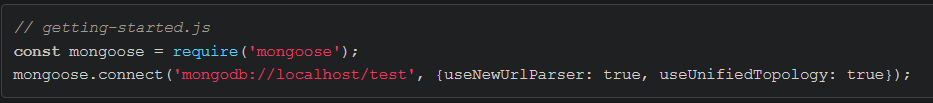 // getting-started.js
const mongoose = require('mongoose');
mongoose.connect('mongodb://localhost/test', {useNewUrlParser: true, useUnifiedTopology: true});